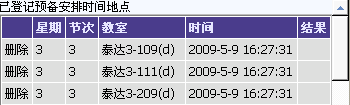 已登记预备安排时间地点
星期 节次 教室 时间 结果
删除 3 3 泰达3-109(d) 2009-5-9 16:27:31
删除 3 3 泰达3-111(d) 2009-5-9 16:27:31
删除 3 3 泰达3-209(d) 2009-5-9 16:27:31